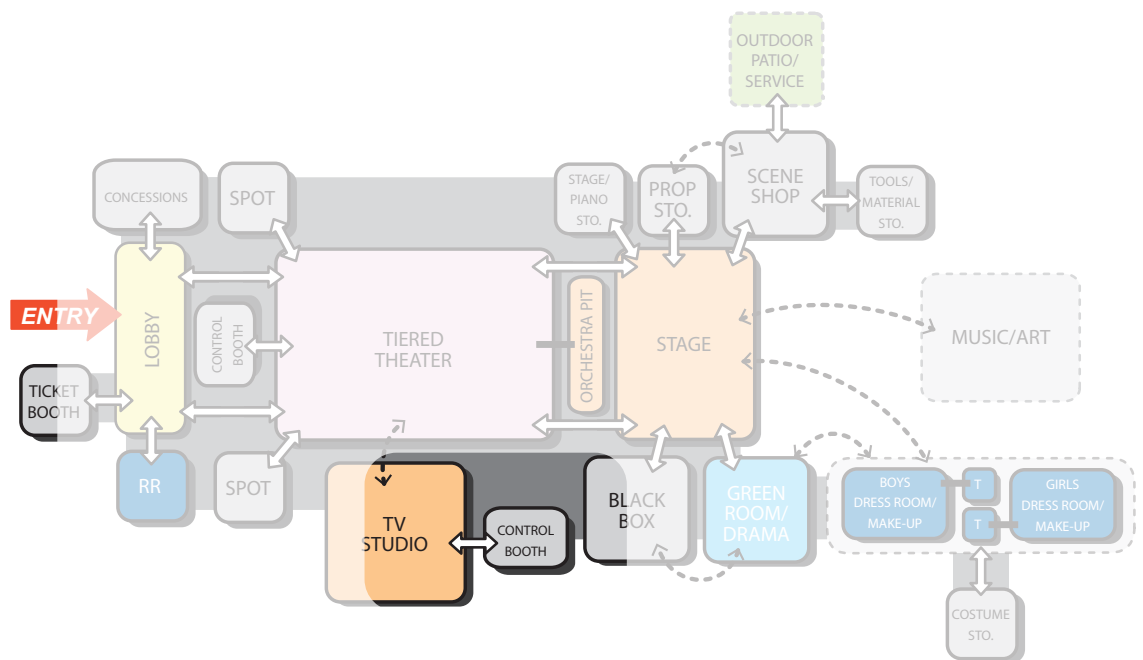 OUTDOOR
PATIO/
SERVICE
CONCESSIONS
SPOT
STAGE/
PIANO
STO.
PROP
STO.
SCENE
SHOP
TOOLS/
MATERIAL
STO.
ENTRY
LOBBY
CONTROL
BOOTH
TIERED
THEATER
ORCHESTRA PIT
STAGE
MUSIC/ART
TICKET
BOOTH
RR
SPOT
TV
STUDIO
CONTROL
BOOTH
BLACK
BOX
GREEN
ROOM/
DRAMA
BOYS
DRESS ROOM/
MAKE-UP
T
T
GIRLS
DRESS ROOM/
MAKE-UP
COSTUME
STO.